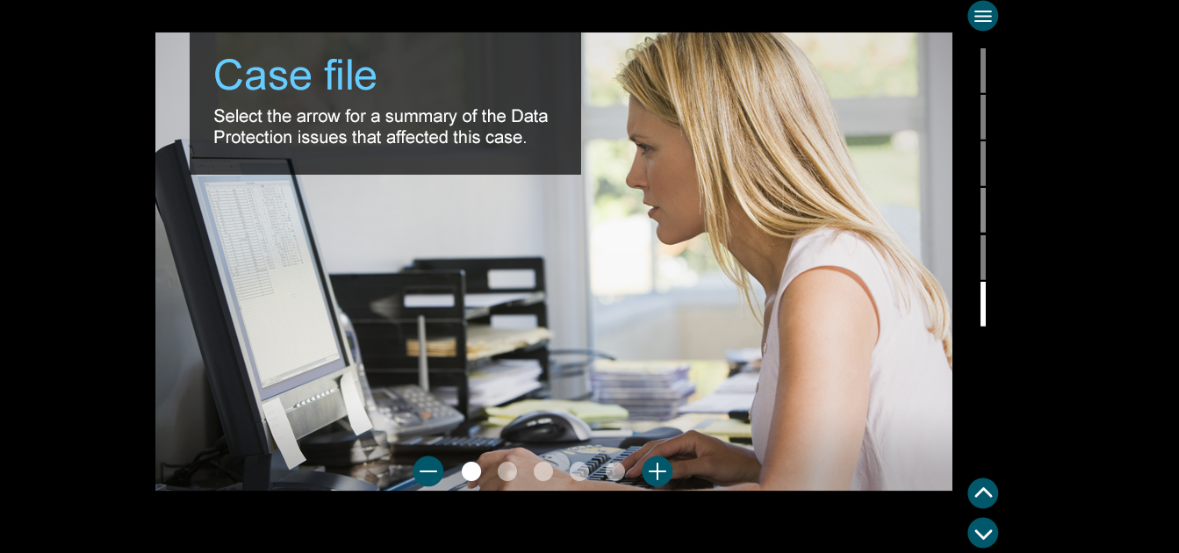 Case file
Select the arrow for a summary of the Data
Protection issues that affected this case.